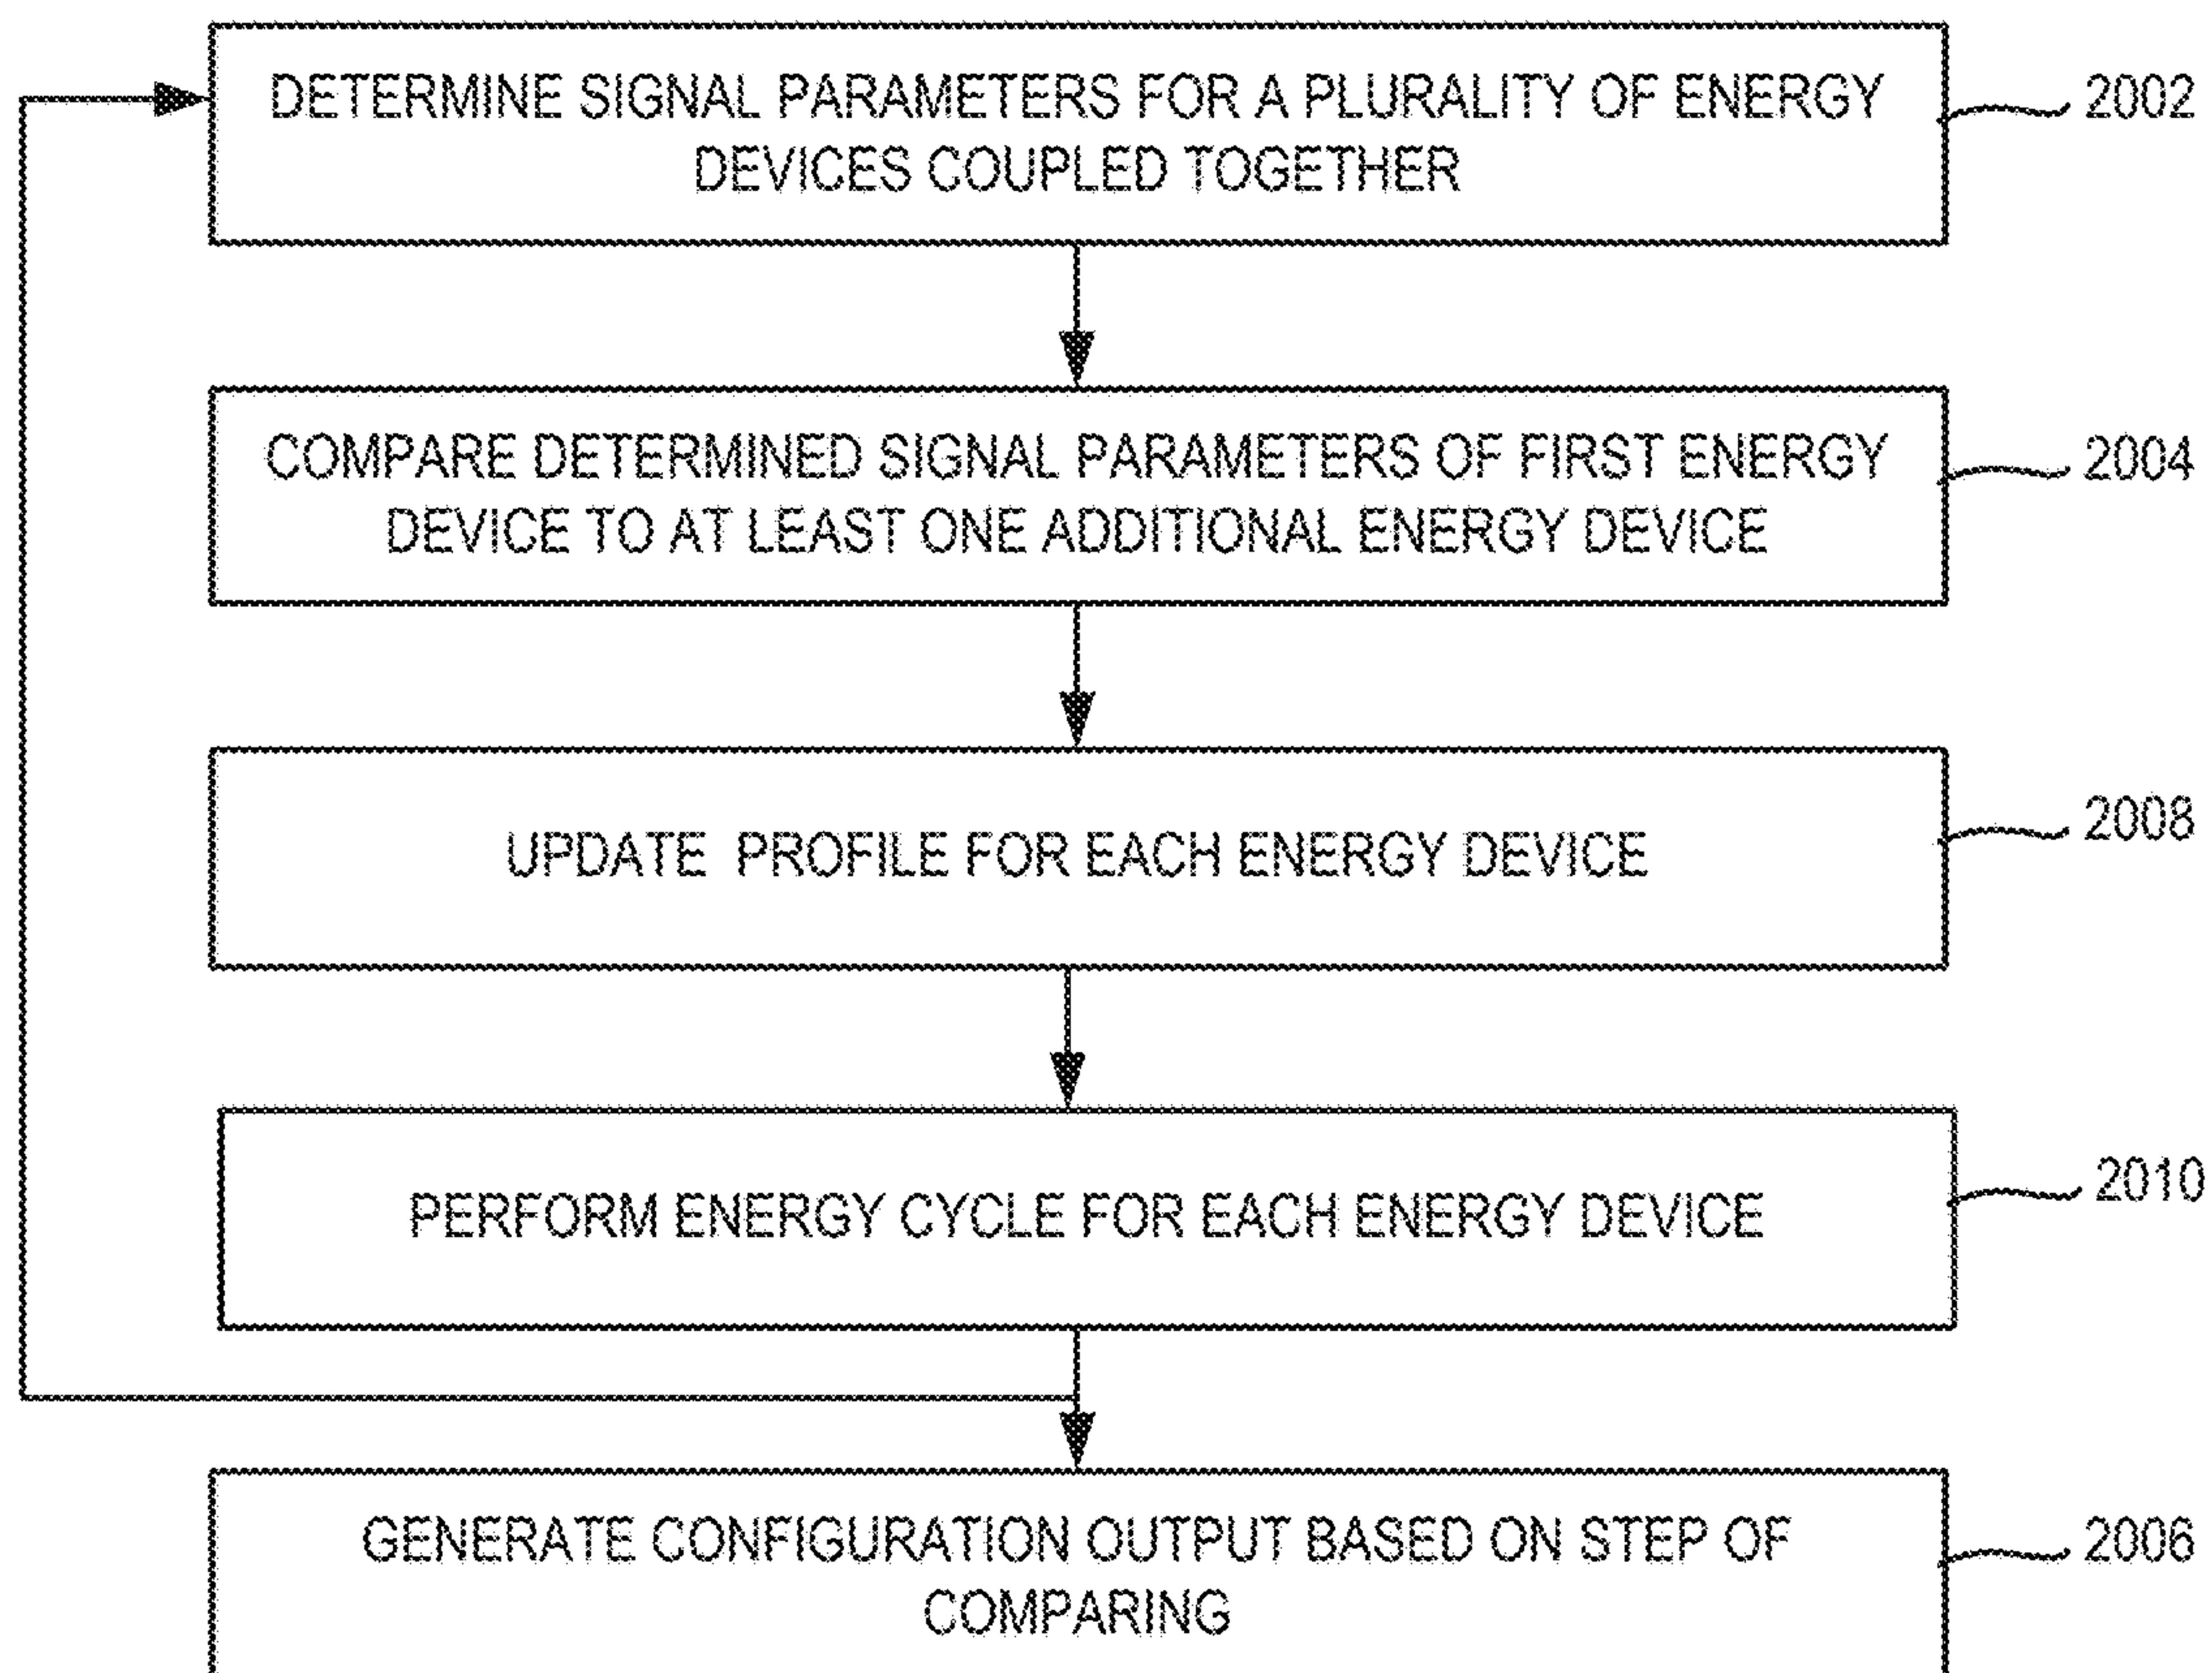 DETERMINE SIGNAL PARAMETERS FOR A PLURALITY OF ENERGY
DEVICES COUPLED TOGETHER
2002
COMPARE DETERMINED SIGNAL PARAMETERS OF FIRST ENERGY
DEVICE TO AT LEAST ONE ADDITIONAL ENERGY DEVICE
2004
UPDATE PROFILE FOR EACH ENERGY DEVICE
2008
PERFORM ENERGY CYCLE FOR EACH ENERGY DEVICE
2010
GENERATE CONFIGURATION OUTPUT BASED ON STEP OF
COMPARING
2006